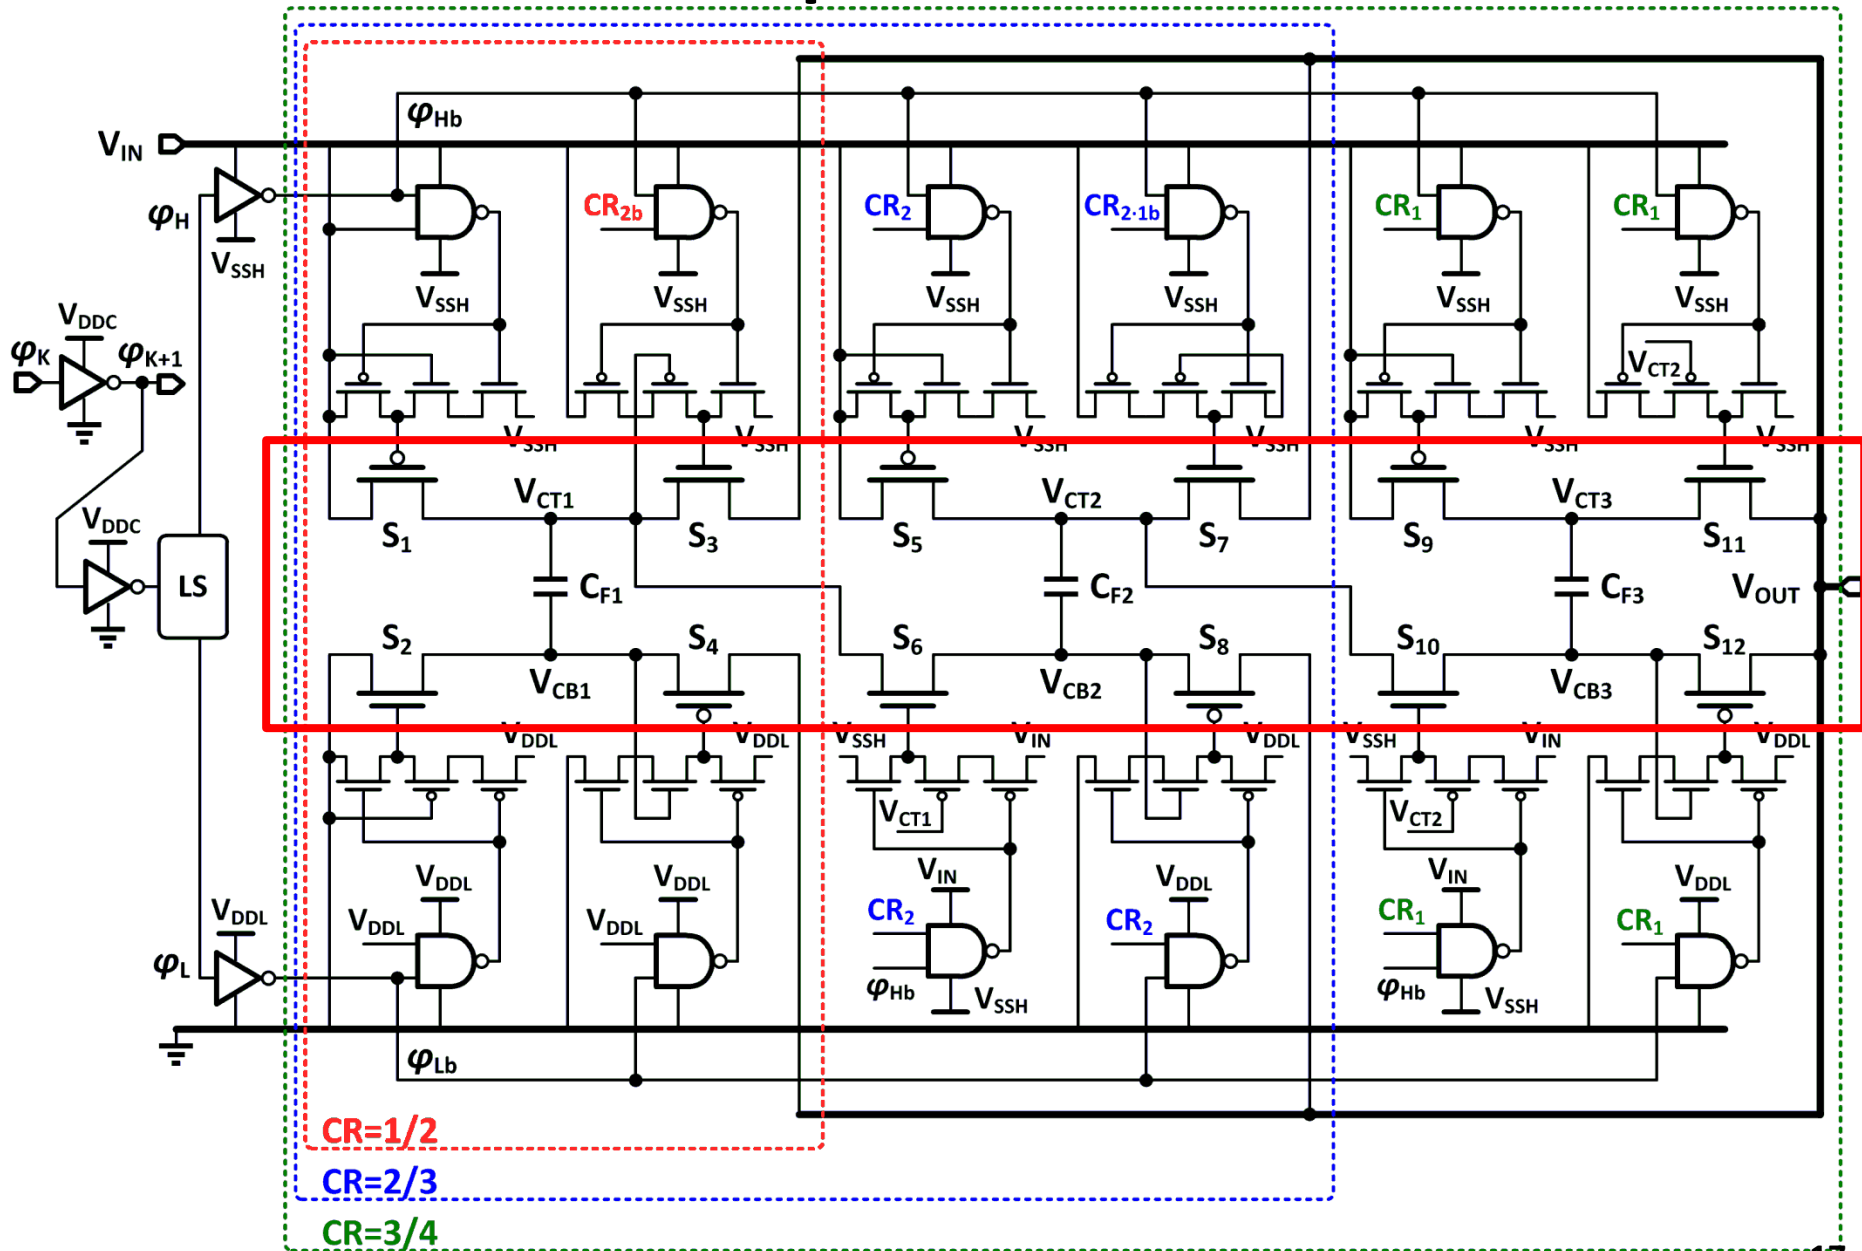 φHb
VIN
φH
CR2b
CR2
CR2·1b
CR1
CR1
VSSH
VSSH VSSH VSSH VSSH VSSH VSSH
VDDC
φK
φK+1
VCT2
VSSH VSSH VSSH VSSH VSSH VSSH
VCT1 VCT2 VCT3
VDDC
S1 S3 S5 S7 S9 S11
LS
CF1 CF2 CF3 VOUT
S2 S4 S6 S8 S10 S12
VCB1 VCB2 VCB3
VDDL VDDL VSSH VIN VDDL VSSH VIN VDDL
VCT1 VCT2
VDDL VDDL VIN VDDL VIN VDDL
VDDL VDDL VDDL CR2 CR2 CR1 CR1
φL
φHb φHb
VSSH VSSH
φLb
CR=1/2
CR=2/3
CR=3/4